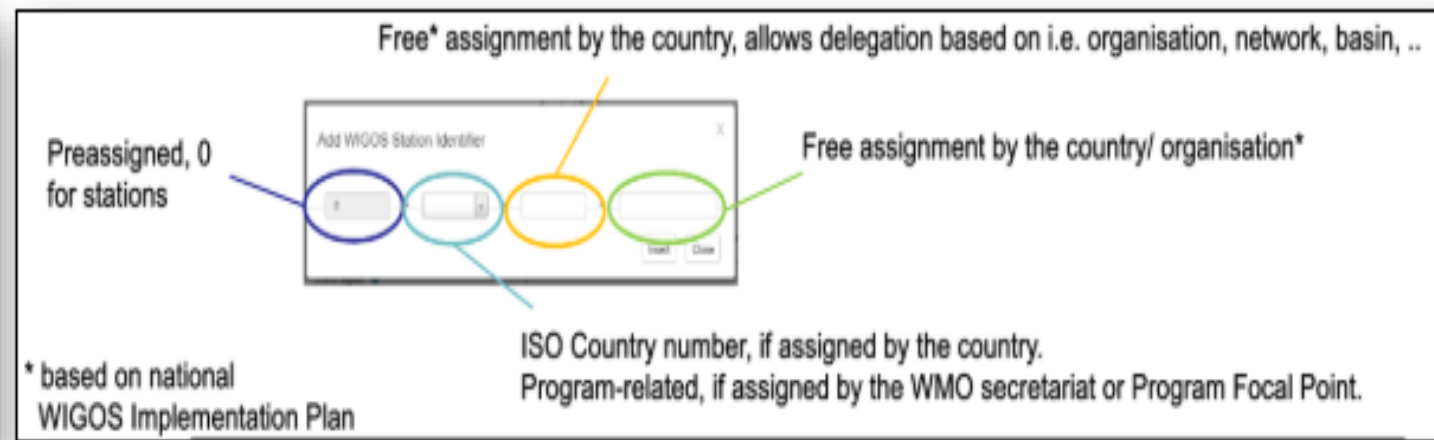 Free* assignment by the country, allows delegation based on i.e. organisation, network, basin, ..
Add WIGOS Station Identifier
X
Preassigned, 0
for stations
Free assignment by the country/ organisation*
0
Insert
Close
ISO Country number, if assigned by the country.
Program-related, if assigned by the WMO secretariat or Program Focal Point.
* based on national
WIGOS Implementation Plan